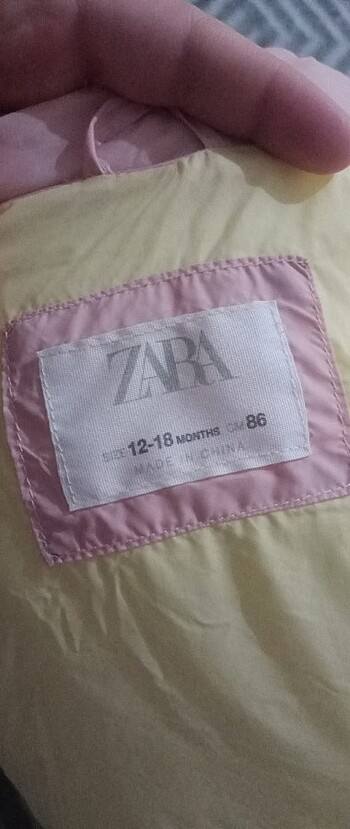 ZARA
SIZE 12-18 MONTHS CM 86
MADE IN CHINA